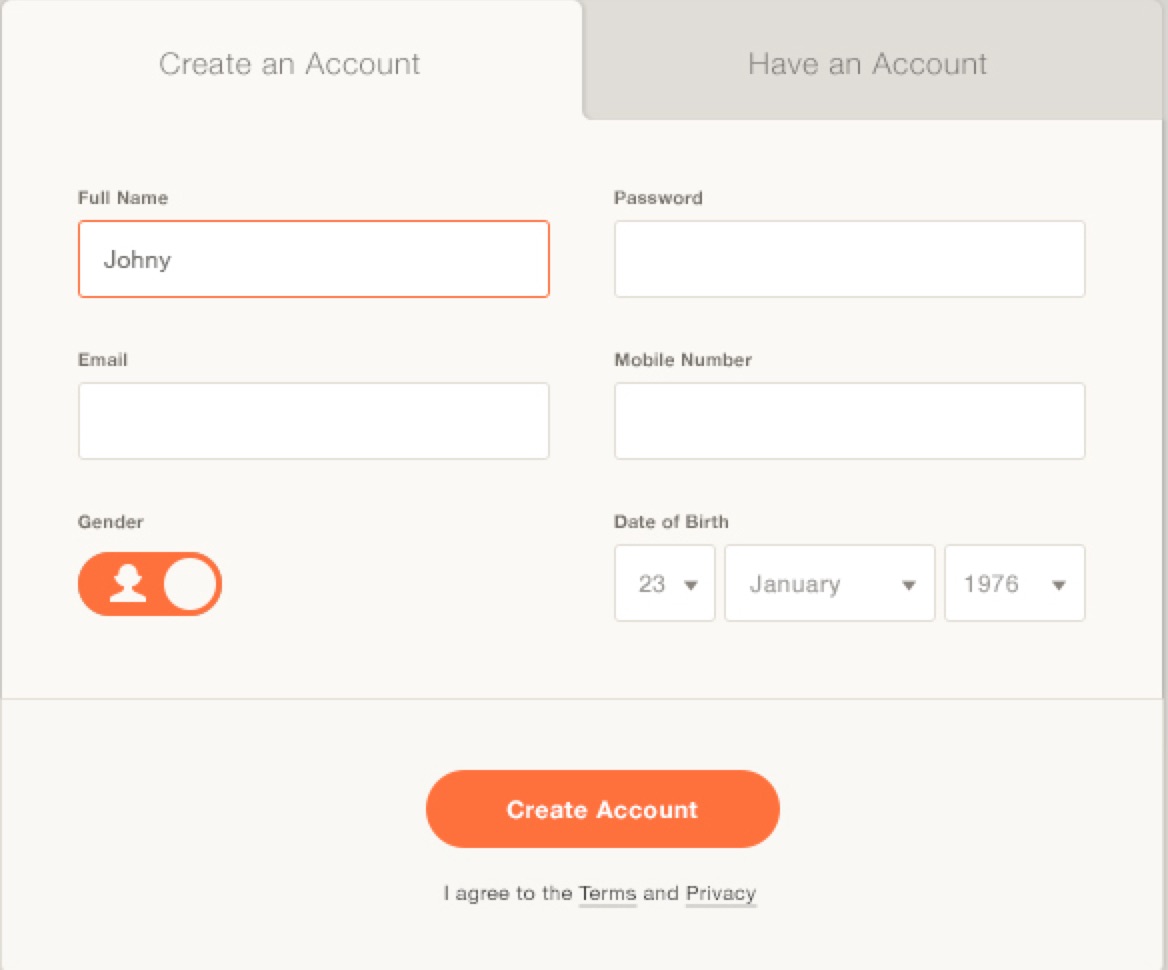 Create an Account
Have an Account
Full Name
Password
Johny
Email
Mobile Number
Gender
Date of Birth
23
January
1976
Create Account
I agree to the Terms and Privacy